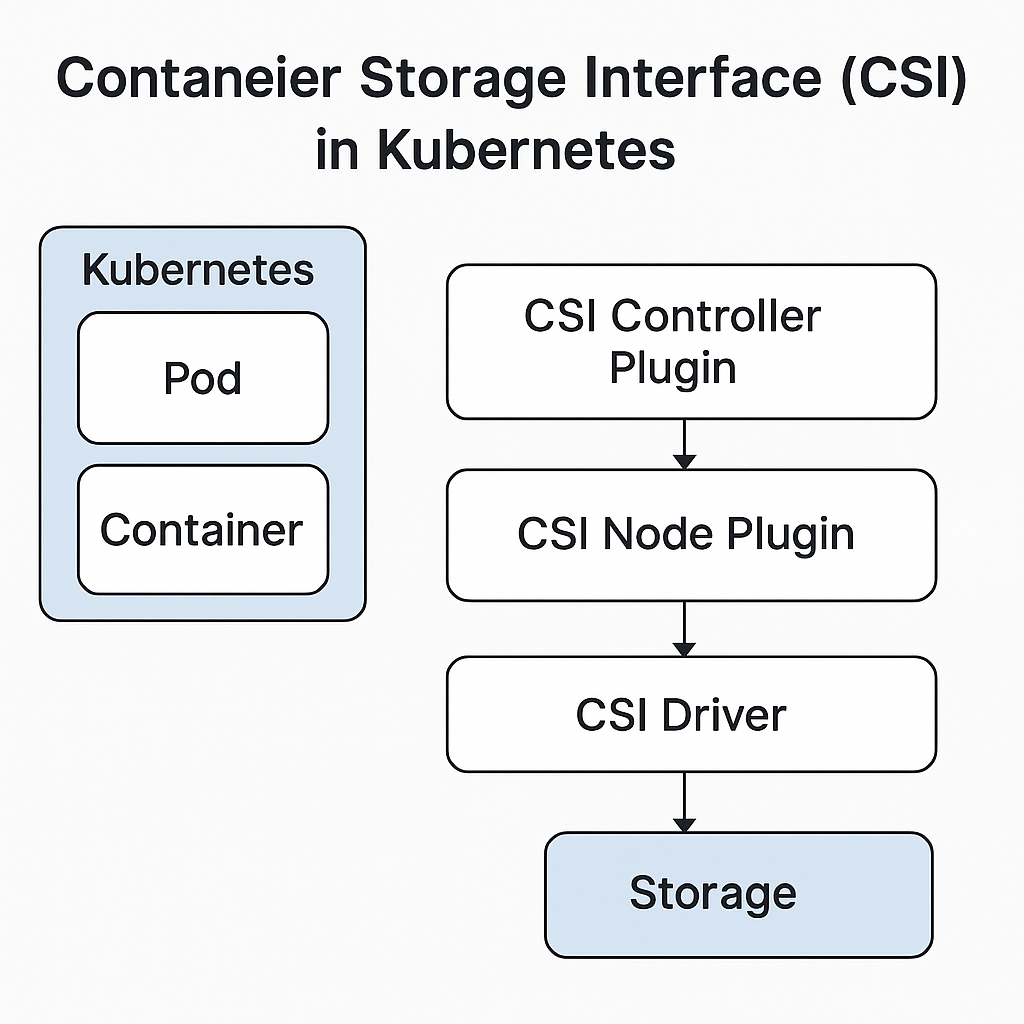 Contaneier Storage Interface (CSI)
in Kubernetes
Kubernetes
Pod
Container
CSI Controller
Plugin
CSI Node Plugin
CSI Driver
Storage